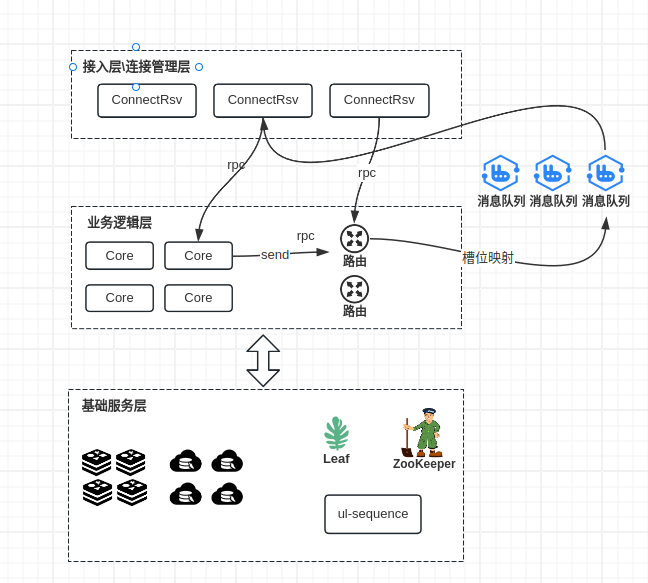 接入层\连接管理层
ConnectRsv ConnectRsv ConnectRsv
rpc
rpc
消息队列 消息队列 消息队列
业务逻辑层
rpc
Core Core
send
路由
槽位映射
Core Core
路由
基础服务层
Leaf
ZooKeeper
ul-sequence